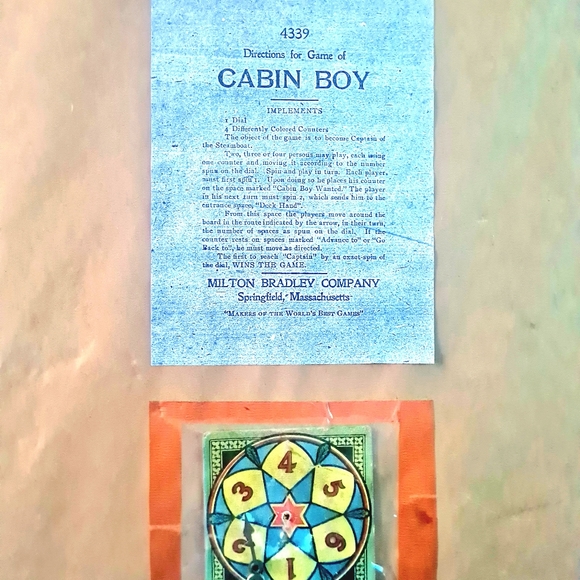 4339
Directions for Game of
CABIN BOY
IMPLEMENTS
1 Dial
4 Differently Colored Counters
The object of the game is to become Captain of
the Steamboat.
Two, three or four persons may play, each using
one counter and moving it according to the number
spun on the dial. Spin and play in turn. Each player
must first spin 1. Upon doing so he places his counter
on the space marked "Cabin Boy Wanted." The player
in his next turn must spin 2, which sends him to the
entrance space, "Deck Hand".
From this space the players move around the
board in the route indicated by the arrow, in their turn,
the number of spaces as spun on the dial. If the
counter rests on spaces marked "Advance to" or "Go
Back to", he must move as directed.
The first to reach "Captain" by an exact spin of
the dial, WINS THE GAME.
MILTON BRADLEY COMPANY
Springfield, Massachusetts
"MAKERS OF THE WORLD'S BEST GAMES"
4
3 5
2 6
1